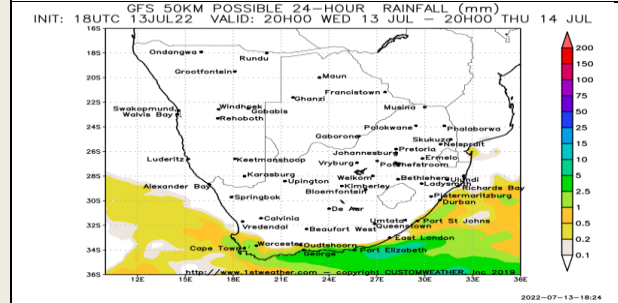 GFS 50KM POSSIBLE 24-HOUR RAINFALL (mm)
INIT: 18UTC 13JUL22 VALID: 20H00 WED 13 JUL - 20H00 THU 14 JUL
16S
18S
20S
22S
24S
26S
28S
30S
32S
34S
36S
Ondangwa
Rundu
Grootfontein
Maun
Francistown
Ghanzi
Musina
Windhoek
Gobabis
Swakopmund
Walvis Bay
Rehoboth
Polokwane
Phalaborwa
Gaborone
Skukuza
Nelspruit
Johannesburg
Pretoria
Luderitz
Keetmanshoop
Vryburg
Potchefstroom
Ermelo
Karasburg
Upington
Welkom
Bethlehem
Ulundi
Alexander Bay
Kimberley
Ladysmith
Richards Bay
Bloemfontein
Springbok
Pietermaritzburg
Durban
De Aar
Calvinia
Vredendal
Umtata
Port St Johns
Queenstown
Beaufort West
East London
Cape Town
Worcester
Oudtshoorn
George
Port Elizabeth
http://www.1stweather.com - copyright CUSTOMWEATHER, Inc 2019
12E 15E 18E 21E 24E 27E 30E 33E 36E
200
150
100
75
50
25
15
10
5
2.5
1
0.5
0.2
0.1
2022-07-13-18:24